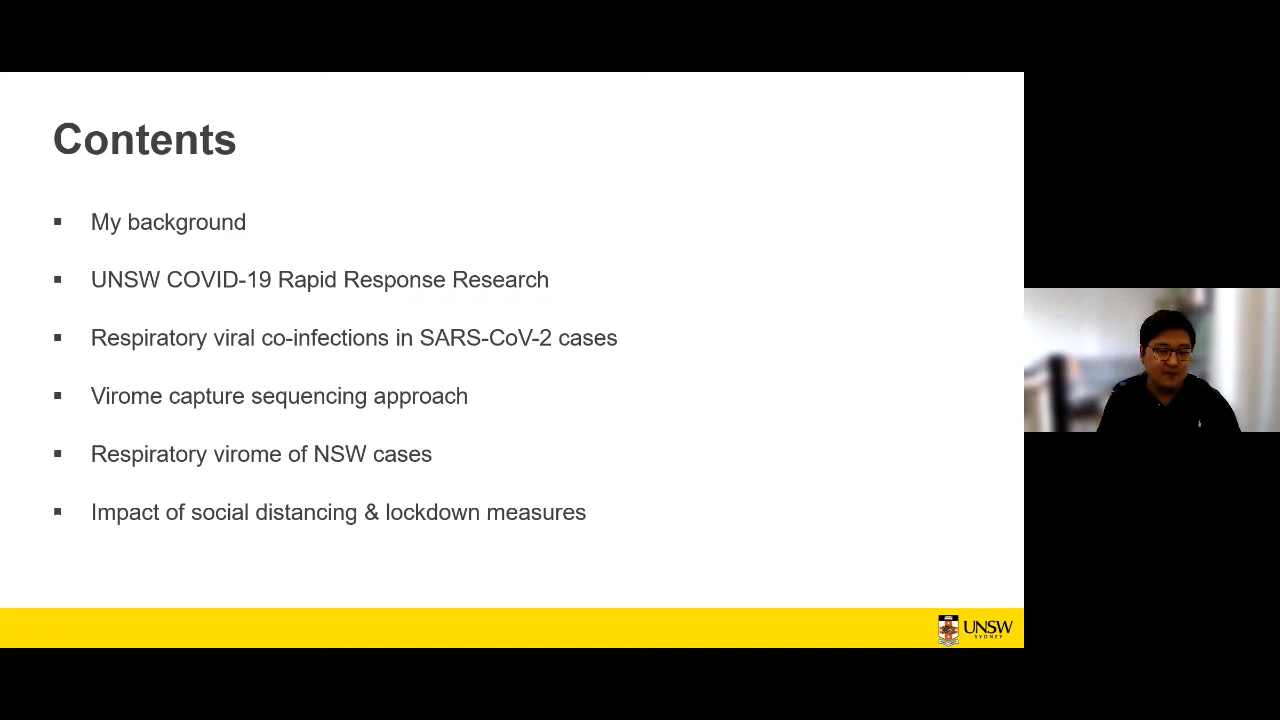 Contents
▪ My background
▪ UNSW COVID-19 Rapid Response Research
▪ Respiratory viral co-infections in SARS-CoV-2 cases
▪ Virome capture sequencing approach
▪ Respiratory virome of NSW cases
▪ Impact of social distancing & lockdown measures
UNSW
SYDNEY